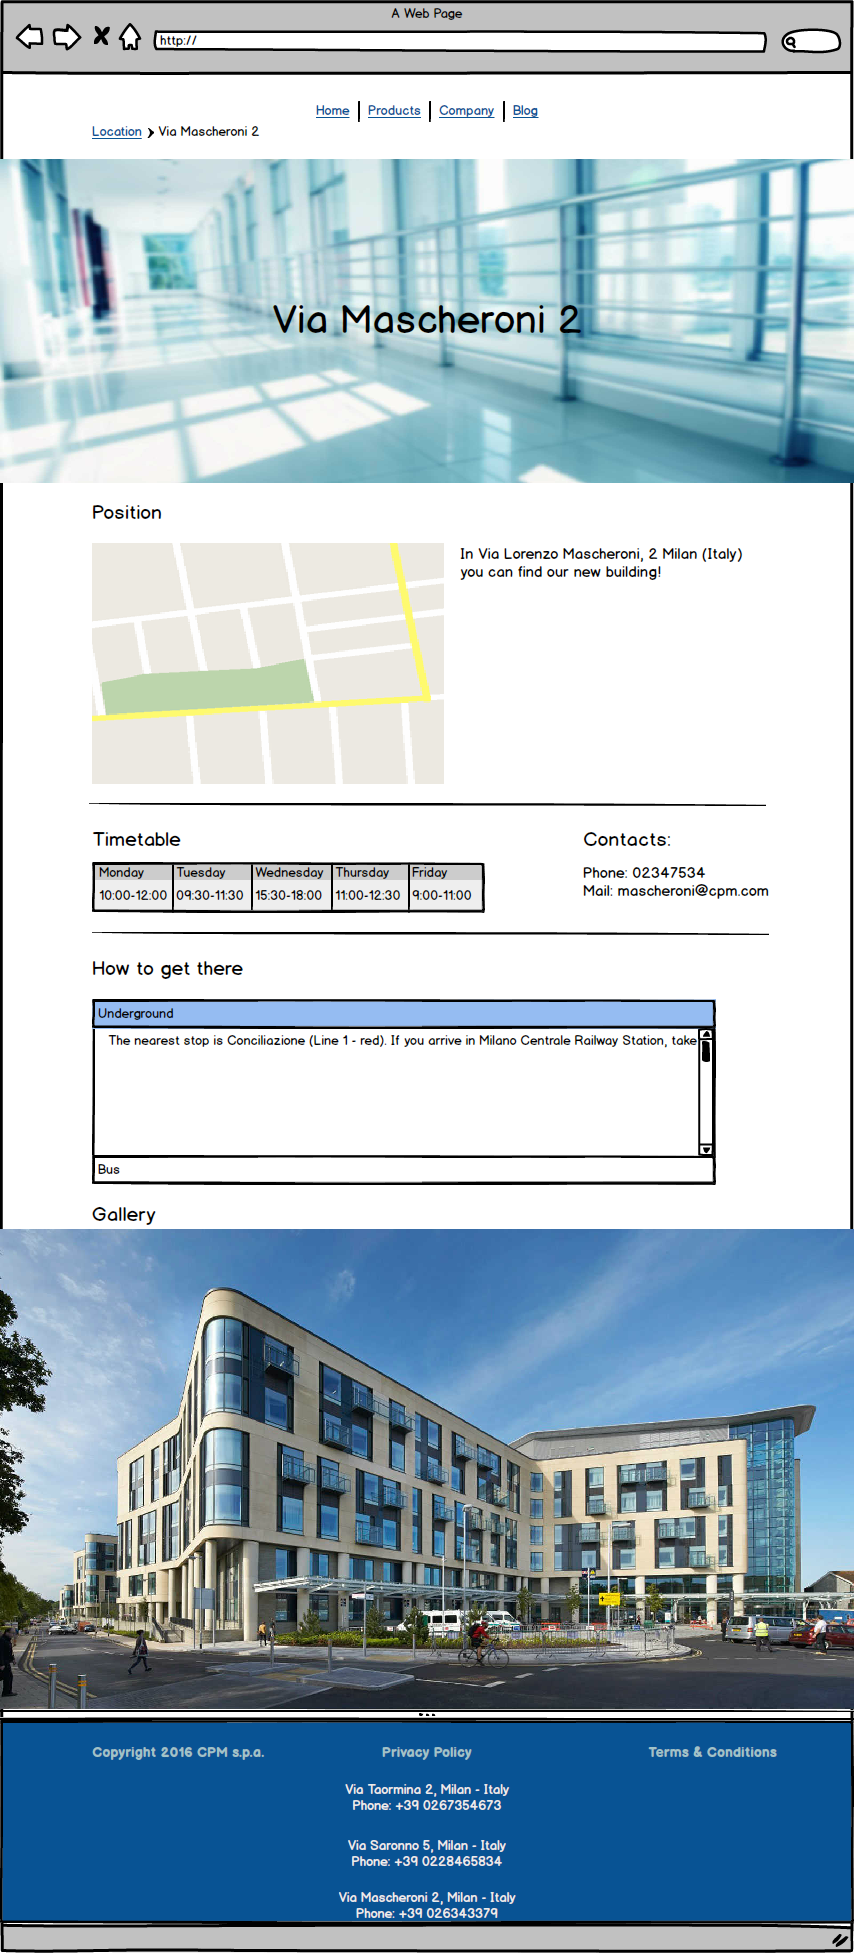 A Web Page
http://
Home Products Company Blog
Location Via Mascheroni 2
Via Mascheroni 2
Position
In Via Lorenzo Mascheroni, 2 Milan (Italy)
you can find our new building!
Timetable
Monday Tuesday Wednesday Thursday Friday
10:00-12:00 09:30-11:30 15:30-18:00 11:00-12:30 9:00-11:00
Contacts:
Phone: 02347534
Mail: mascheroni@cpm.com
How to get there
Underground
The nearest stop is Conciliazione (Line 1 - red). If you arrive in Milano Centrale Railway Station, take
Bus
Gallery
Copyright 2016 CPM s.p.a. Privacy Policy Terms & Conditions
Via Taormina 2, Milan - Italy
Phone: +39 0267354673
Via Saronno 5, Milan - Italy
Phone: +39 0228465834
Via Mascheroni 2, Milan - Italy
Phone: +39 026343379